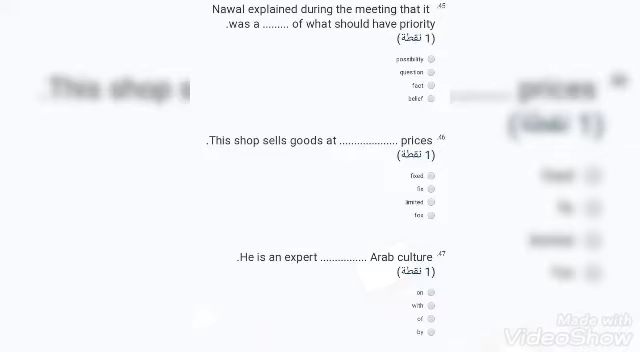 45. Nawal explained during the meeting that it
was a ......... of what should have priority.
(1 نقطة)
possibility
question
fact
belief
46. This shop sells goods at .................... prices.
(1 نقطة)
fixed
fix
limited
fox
47. He is an expert ................ Arab culture.
(1 نقطة)
on
with
of
by
Made with
VideoShow